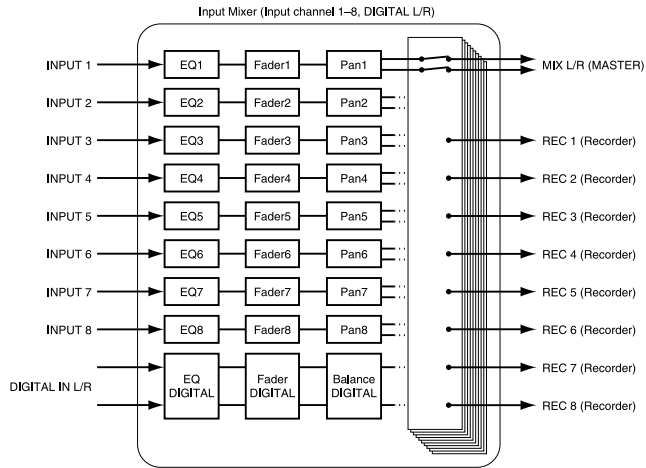 Input Mixer (Input channel 1–8, DIGITAL L/R)
INPUT 1 EQ1 Fader1 Pan1 MIX L/R (MASTER)
INPUT 2 EQ2 Fader2 Pan2
INPUT 3 EQ3 Fader3 Pan3 REC 1 (Recorder)
INPUT 4 EQ4 Fader4 Pan4 REC 2 (Recorder)
INPUT 5 EQ5 Fader5 Pan5 REC 3 (Recorder)
INPUT 6 EQ6 Fader6 Pan6 REC 4 (Recorder)
INPUT 7 EQ7 Fader7 Pan7 REC 5 (Recorder)
INPUT 8 EQ8 Fader8 Pan8 REC 6 (Recorder)
REC 7 (Recorder)
DIGITAL IN L/R
EQ DIGITAL
Fader DIGITAL
Balance DIGITAL
REC 8 (Recorder)